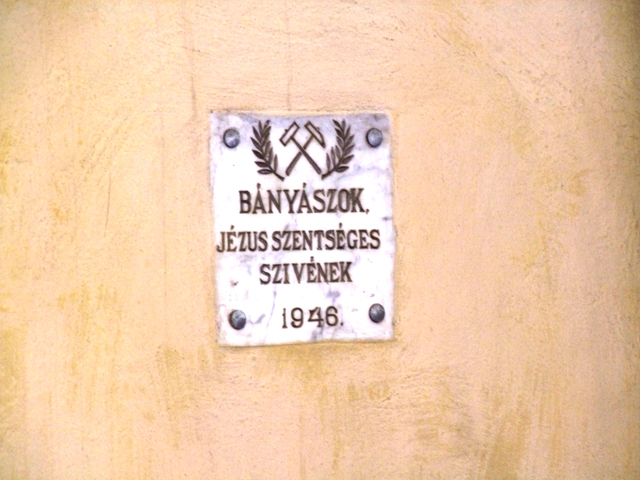 BÁNYÁSZOK,
JÉZUS SZENTSÉGES
SZIVÉNEK
1946.